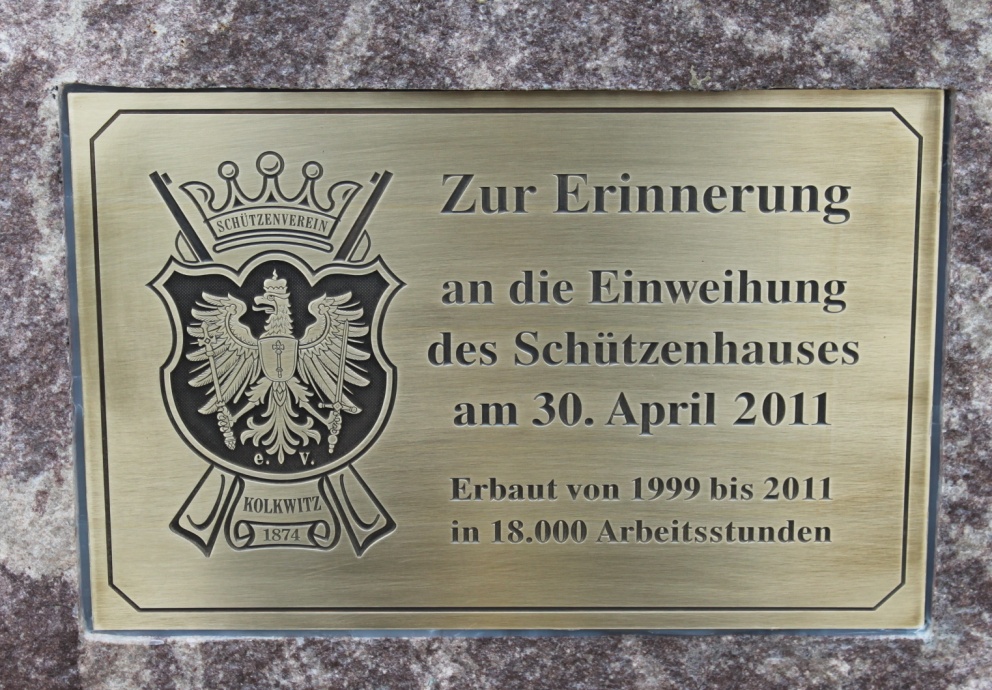 SCHÜTZENVEREIN
e. V.
KOLKWITZ
1874
Zur Erinnerung
an die Einweihung
des Schützenhauses
am 30. April 2011
Erbaut von 1999 bis 2011
in 18.000 Arbeitsstunden